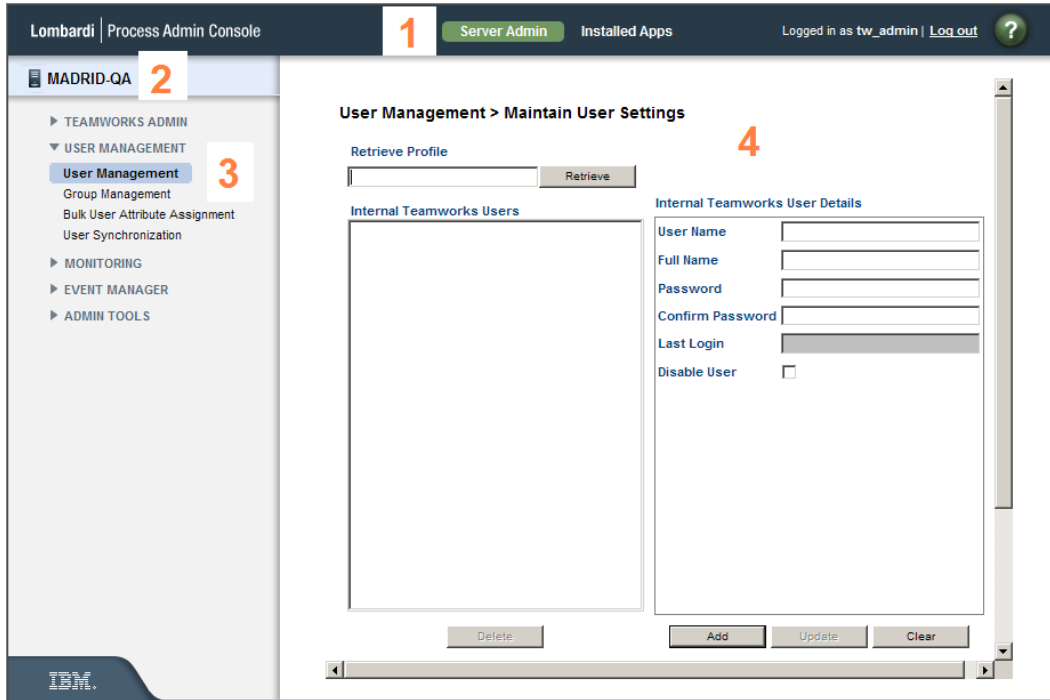 Lombardi | Process Admin Console
1
Server Admin
Installed Apps
Logged in as tw_admin | Log out
?
MADRID-QA
2
TEAMWORKS ADMIN
USER MANAGEMENT
User Management
3
Group Management
Bulk User Attribute Assignment
User Synchronization
MONITORING
EVENT MANAGER
ADMIN TOOLS
IBM.
User Management > Maintain User Settings
4
Retrieve Profile
Retrieve
Internal Teamworks Users
Delete
Internal Teamworks User Details
User Name
Full Name
Password
Confirm Password
Last Login
Disable User
Add
Update
Clear